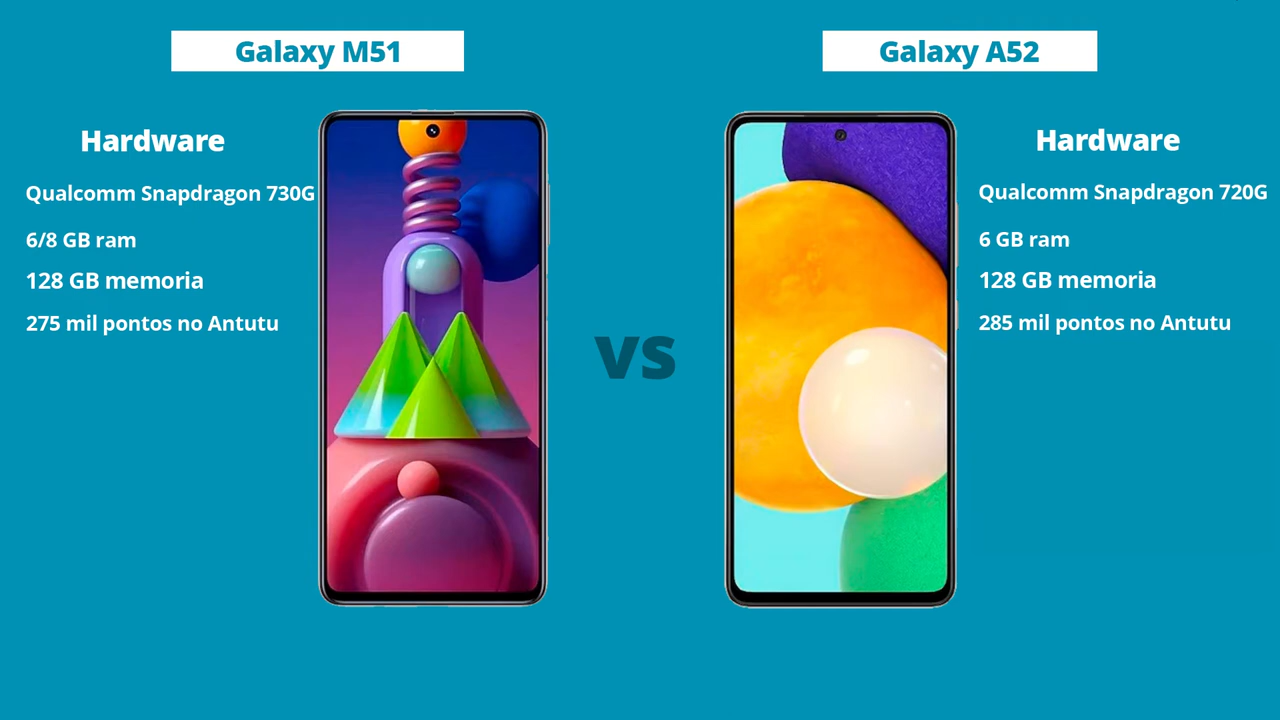 Galaxy M51
Hardware
Qualcomm Snapdragon 730G
6/8 GB ram
128 GB memoria
275 mil pontos no Antutu
VS
Galaxy A52
Hardware
Qualcomm Snapdragon 720G
6 GB ram
128 GB memoria
285 mil pontos no Antutu